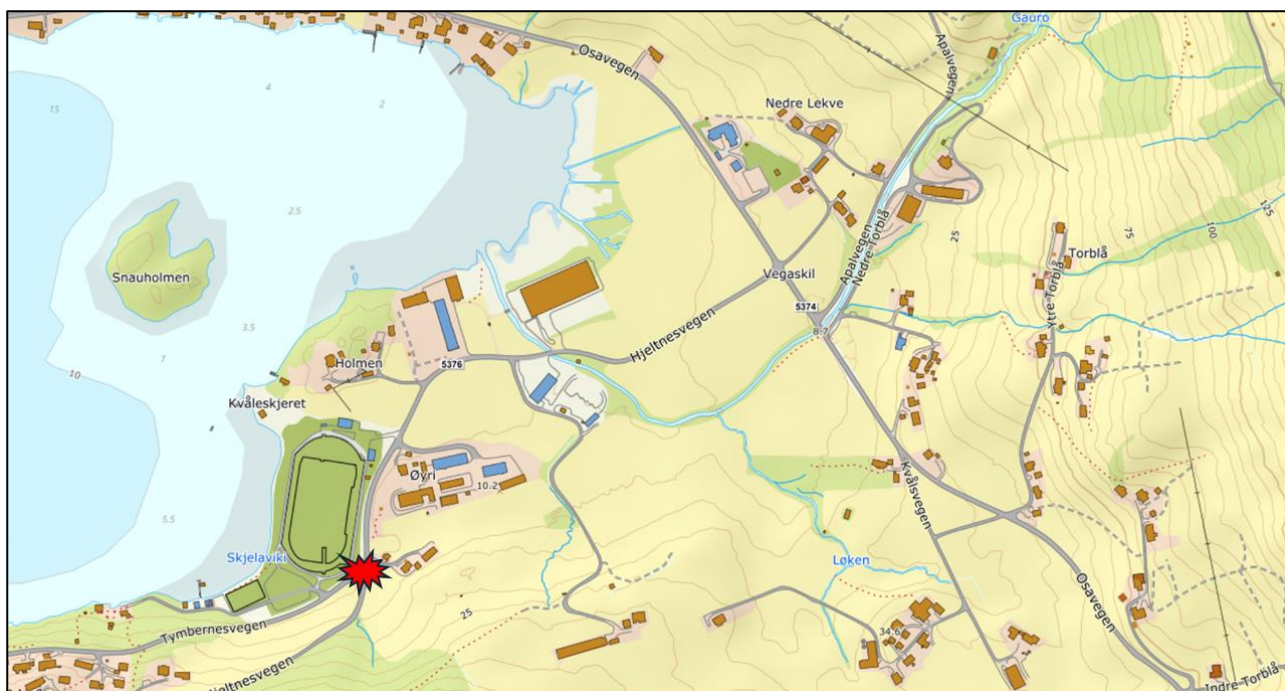 Gauro
Osavegen
Apalvegen
15
4
2
Nedre Lekve
2.5
125
100
75
25
Apalvegen
Nedre-Torblå
Torblå
Snauholmen
Vegaskil
Ytre-Torblå
5374
3.5
8.7
7
Hjeltnesvegen
Holmen
5376
10
Kvåleskjeret
Øyri
10.2
Kvålsvegen
5.5
Skjelaviki
Løken
Osavegen
25
Tymbernesvegen
34.6
Hjeltnesvegen
Indre-Torblå